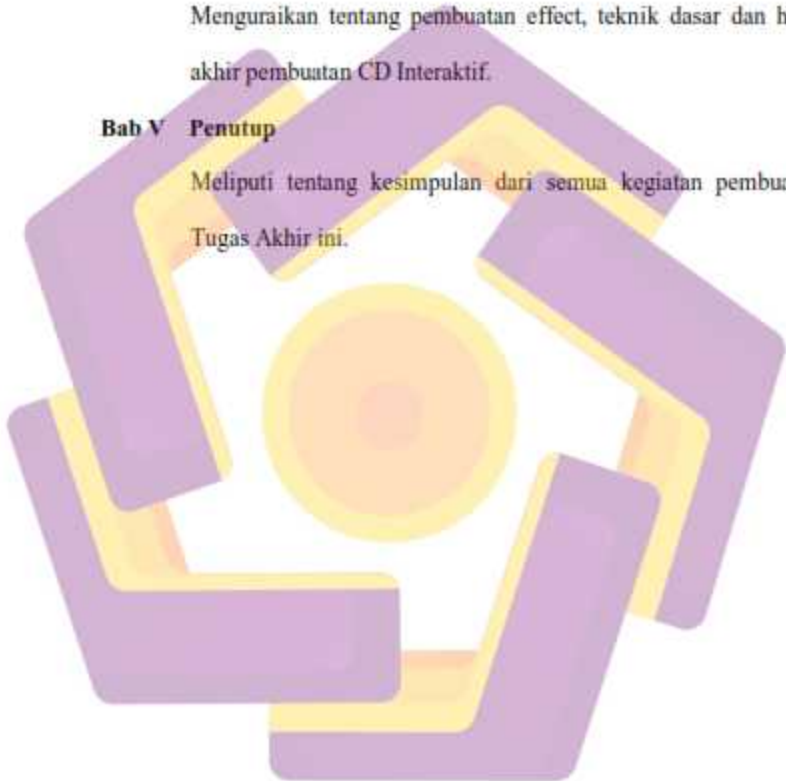 Menguraikan tentang pembuatan effect, teknik dasar dan h
akhir pembuatan CD Interaktif.
Bab V Penutup
Meliputi tentang kesimpulan dari semua kegiatan pembua
Tugas Akhir ini.